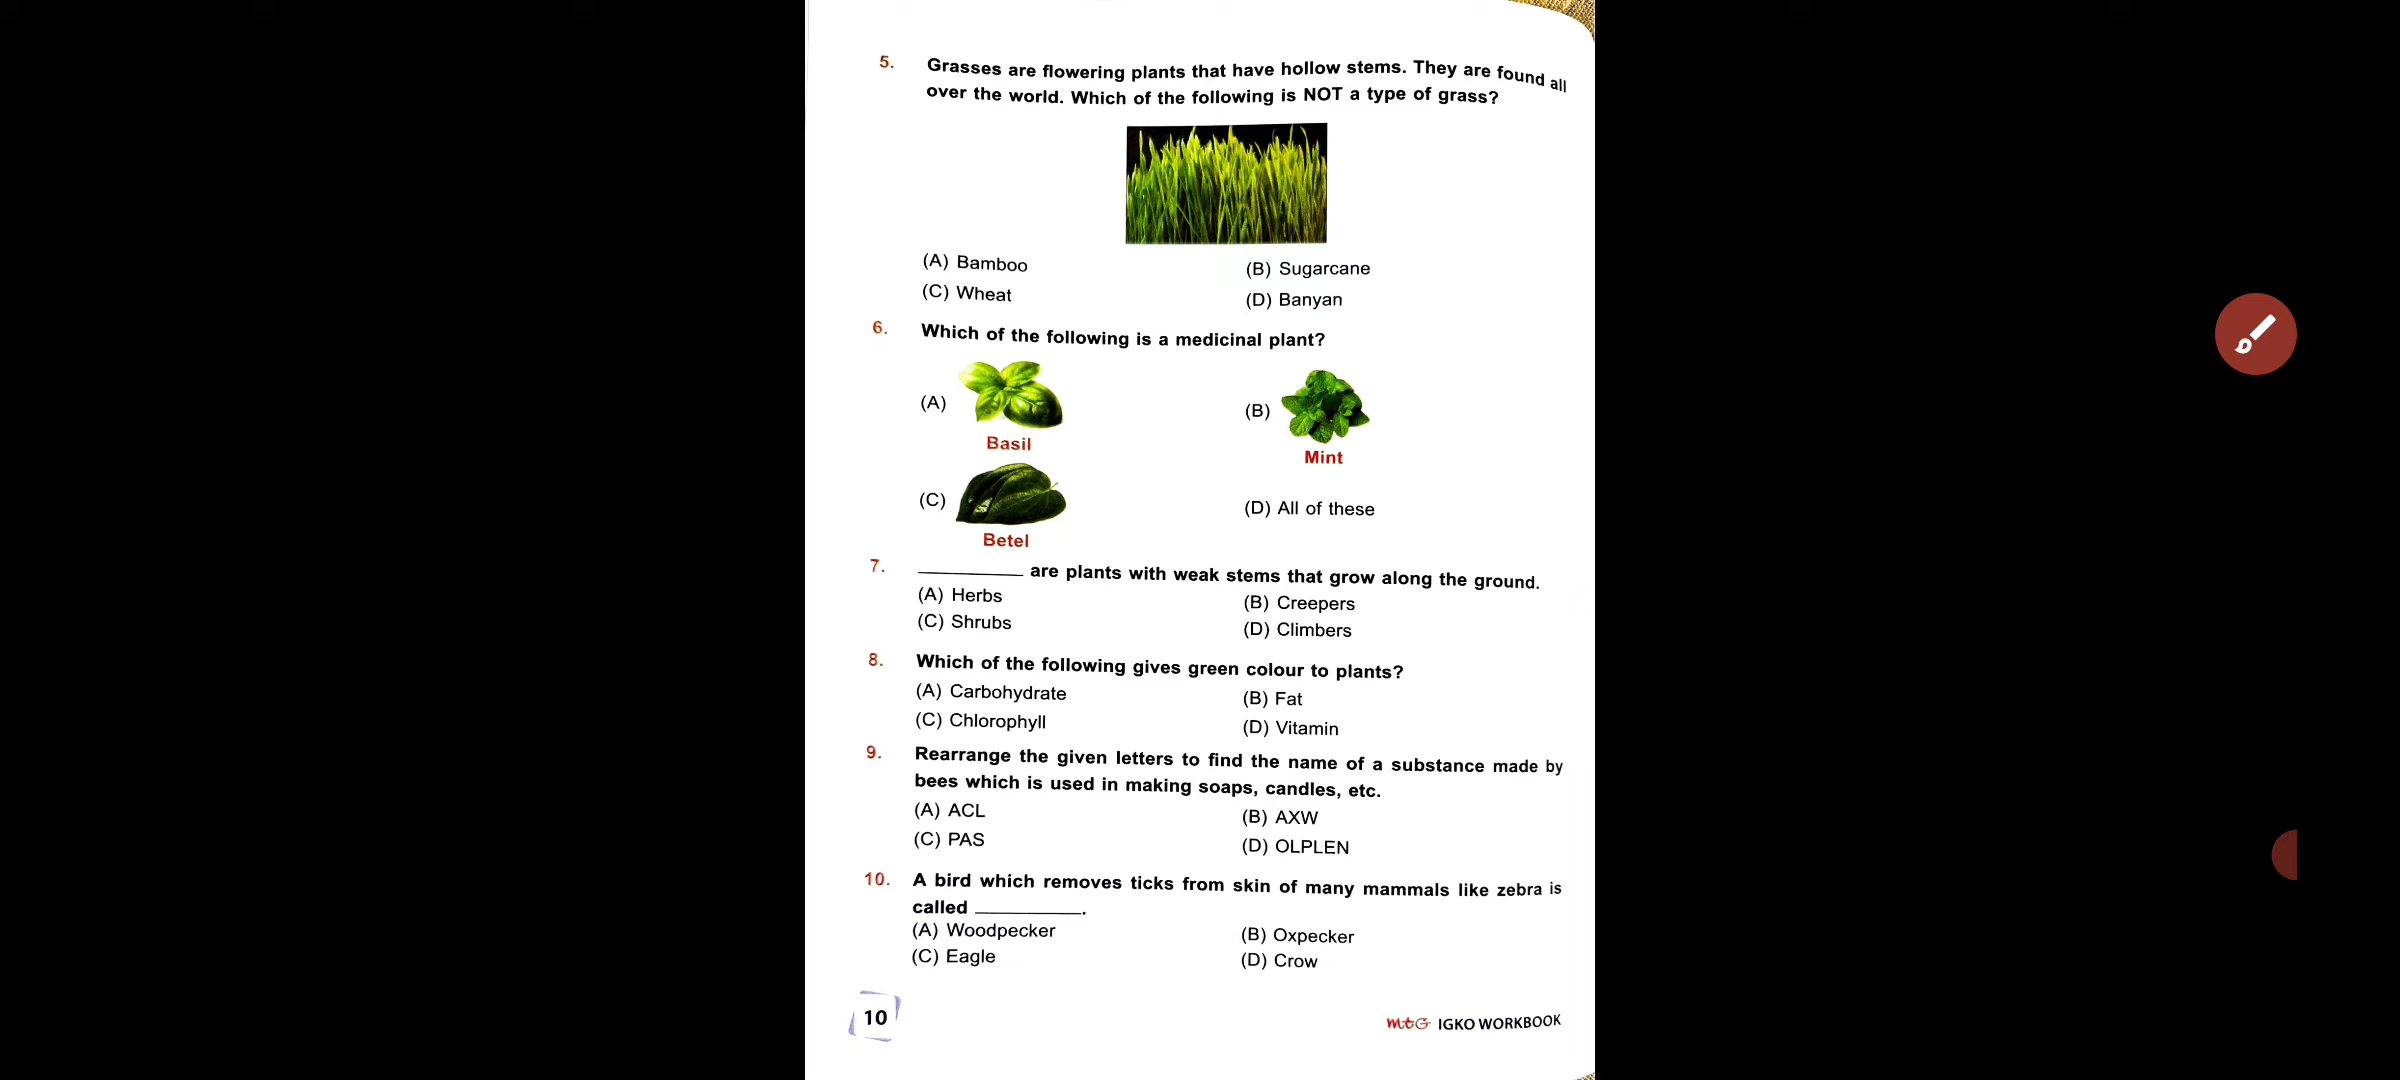 5. Grasses are flowering plants that have hollow stems. They are found all
over the world. Which of the following is NOT a type of grass?
(A) Bamboo (B) Sugarcane
(C) Wheat (D) Banyan
6. Which of the following is a medicinal plant?
(A) (B)
Basil Mint
(C) (D) All of these
Betel
7. __________ are plants with weak stems that grow along the ground.
(A) Herbs (B) Creepers
(C) Shrubs (D) Climbers
8. Which of the following gives green colour to plants?
(A) Carbohydrate (B) Fat
(C) Chlorophyll (D) Vitamin
9. Rearrange the given letters to find the name of a substance made by
bees which is used in making soaps, candles, etc.
(A) ACL (B) AXW
(C) PAS (D) OLPLEN
10. A bird which removes ticks from skin of many mammals like zebra is
called __________.
(A) Woodpecker (B) Oxpecker
(C) Eagle (D) Crow
10 mtG IGKO WORKBOOK